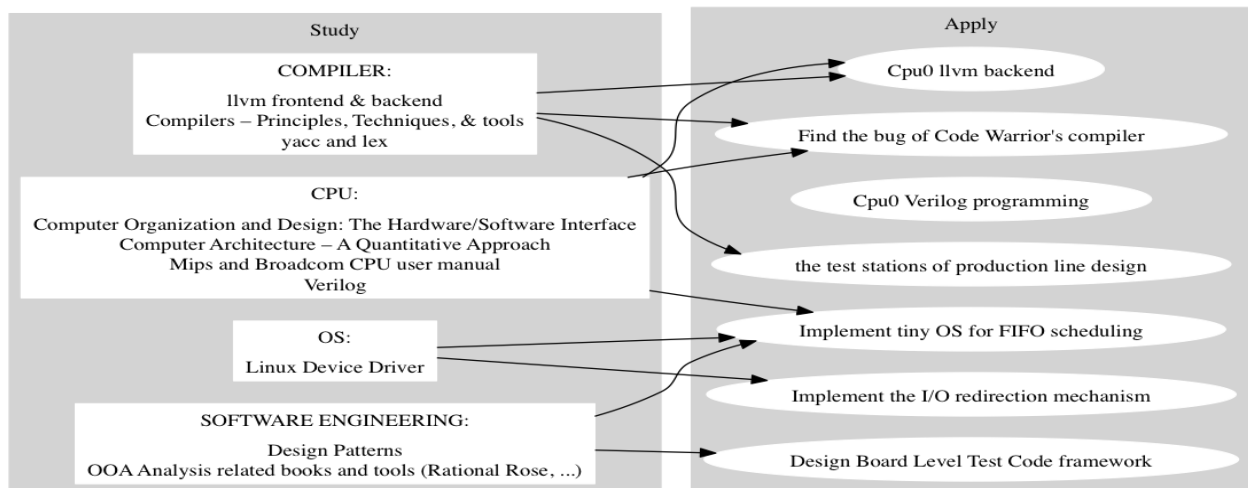 Study
COMPILER:
llvm frontend & backend
Compilers – Principles, Techniques, & tools
yacc and lex
CPU:
Computer Organization and Design: The Hardware/Software Interface
Computer Architecture – A Quantitative Approach
Mips and Broadcom CPU user manual
Verilog
OS:
Linux Device Driver
SOFTWARE ENGINEERING:
Design Patterns
OOA Analysis related books and tools (Rational Rose, ...)
Apply
Cpu0 llvm backend
Find the bug of Code Warrior's compiler
Cpu0 Verilog programming
the test stations of production line design
Implement tiny OS for FIFO scheduling
Implement the I/O redirection mechanism
Design Board Level Test Code framework